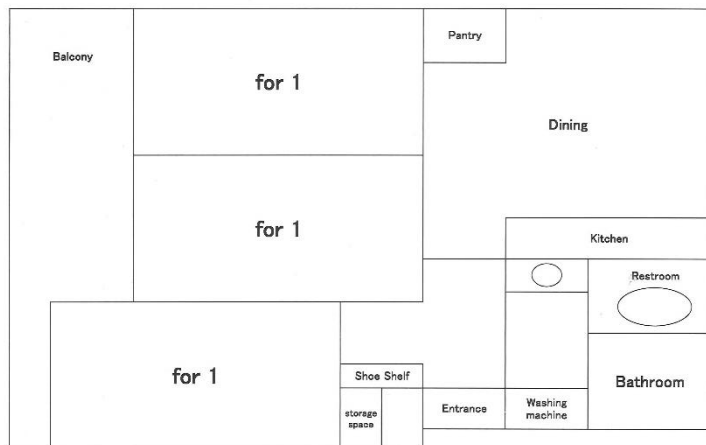 Balcony
for 1
Pantry
Dining
for 1
Kitchen
Restroom
for 1
Shoe Shelf
Bathroom
storage
space
Entrance
Washing
machine